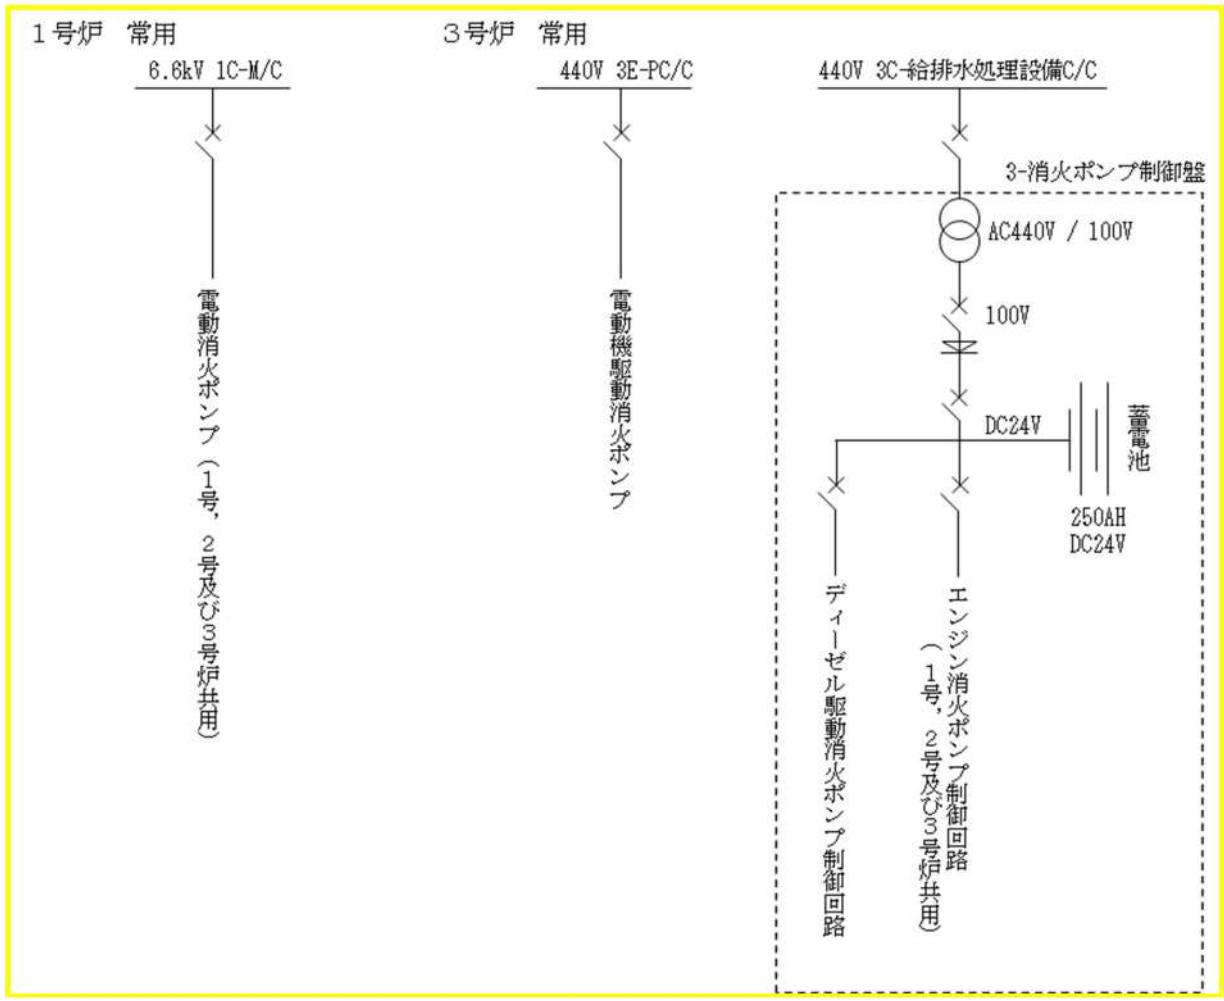 １号炉　常用
6.6kV 1C-M/C
電動消火ポンプ（１号，２号及び３号炉共用）
３号炉　常用
440V 3E-PC/C
電動機駆動消火ポンプ
440V 3C-給排水処理設備C/C
3-消火ポンプ制御盤
AC440V / 100V
100V
DC24V
蓄電池
250AH
DC24V
ディーゼル駆動消火ポンプ制御回路
エンジン消火ポンプ制御回路
（１号，２号及び３号炉共用）